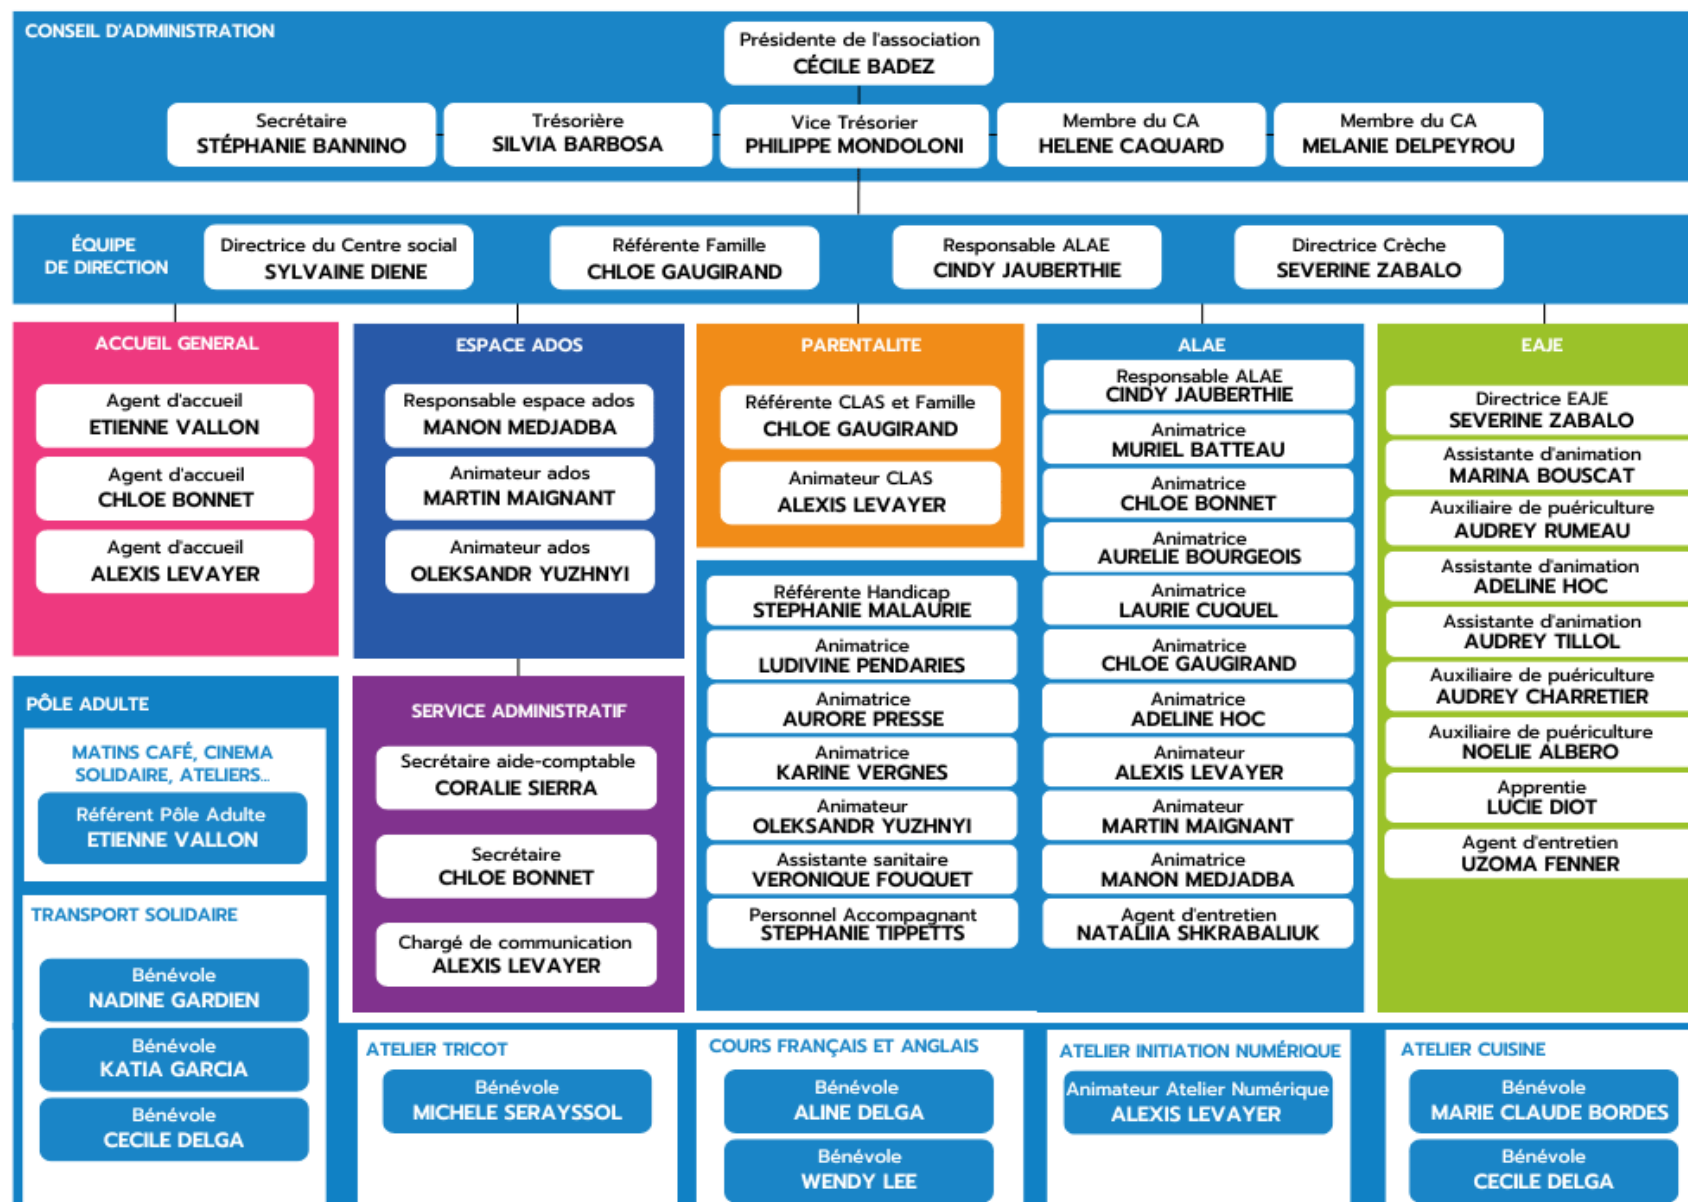 CONSEIL D'ADMINISTRATION
Présidente de l'association
CÉCILE BADEZ
Secrétaire
STÉPHANIE BANNINO
Trésorière
SILVIA BARBOSA
Vice Trésorier
PHILIPPE MONDOLONI
Membre du CA
HELENE CAQUARD
Membre du CA
MELANIE DELPEYROU
ÉQUIPE
DE DIRECTION
Directrice du Centre social
SYLVAINE DIENE
Référente Famille
CHLOE GAUGIRAND
Responsable ALAE
CINDY JAUBERTHIE
Directrice Crèche
SEVERINE ZABALO
ACCUEIL GENERAL
Agent d'accueil
ETIENNE VALLON
Agent d'accueil
CHLOE BONNET
Agent d'accueil
ALEXIS LEVAYER
ESPACE ADOS
Responsable espace ados
MANON MEDJADBA
Animateur ados
MARTIN MAIGNANT
Animateur ados
OLEKSANDR YUZHNYI
PARENTALITE
Référente CLAS et Famille
CHLOE GAUGIRAND
Animateur CLAS
ALEXIS LEVAYER
ALAE
Responsable ALAE
CINDY JAUBERTHIE
Animatrice
MURIEL BATTEAU
Animatrice
CHLOE BONNET
Animatrice
AURELIE BOURGEOIS
Animatrice
LAURIE CUQUEL
Animatrice
CHLOE GAUGIRAND
Animatrice
ADELINE HOC
Animateur
ALEXIS LEVAYER
Animateur
MARTIN MAIGNANT
Animatrice
MANON MEDJADBA
Agent d'entretien
NATALIIA SHKRABALIUK
Référente Handicap
STEPHANIE MALAURIE
Animatrice
LUDIVINE PENDARIES
Animatrice
AURORE PRESSE
Animatrice
KARINE VERGNES
Animateur
OLEKSANDR YUZHNYI
Assistante sanitaire
VERONIQUE FOUQUET
Personnel Accompagnant
STEPHANIE TIPPETTS
EAJE
Directrice EAJE
SEVERINE ZABALO
Assistante d'animation
MARINA BOUSCAT
Auxiliaire de puériculture
AUDREY RUMEAU
Assistante d'animation
ADELINE HOC
Assistante d'animation
AUDREY TILLOL
Auxiliaire de puériculture
AUDREY CHARRETIER
Auxiliaire de puériculture
NOELIE ALBERO
Apprentie
LUCIE DIOT
Agent d'entretien
UZOMA FENNER
SERVICE ADMINISTRATIF
Secrétaire aide-comptable
CORALIE SIERRA
Secrétaire
CHLOE BONNET
Chargé de communication
ALEXIS LEVAYER
PÔLE ADULTE
MATINS CAFÉ, CINEMA
SOLIDAIRE, ATELIERS...
Référent Pôle Adulte
ETIENNE VALLON
TRANSPORT SOLIDAIRE
Bénévole
NADINE GARDIEN
Bénévole
KATIA GARCIA
Bénévole
CECILE DELGA
ATELIER TRICOT
Bénévole
MICHELE SERAYSSOL
COURS FRANÇAIS ET ANGLAIS
Bénévole
ALINE DELGA
Bénévole
WENDY LEE
ATELIER INITIATION NUMÉRIQUE
Animateur Atelier Numérique
ALEXIS LEVAYER
ATELIER CUISINE
Bénévole
MARIE CLAUDE BORDES
Bénévole
CECILE DELGA